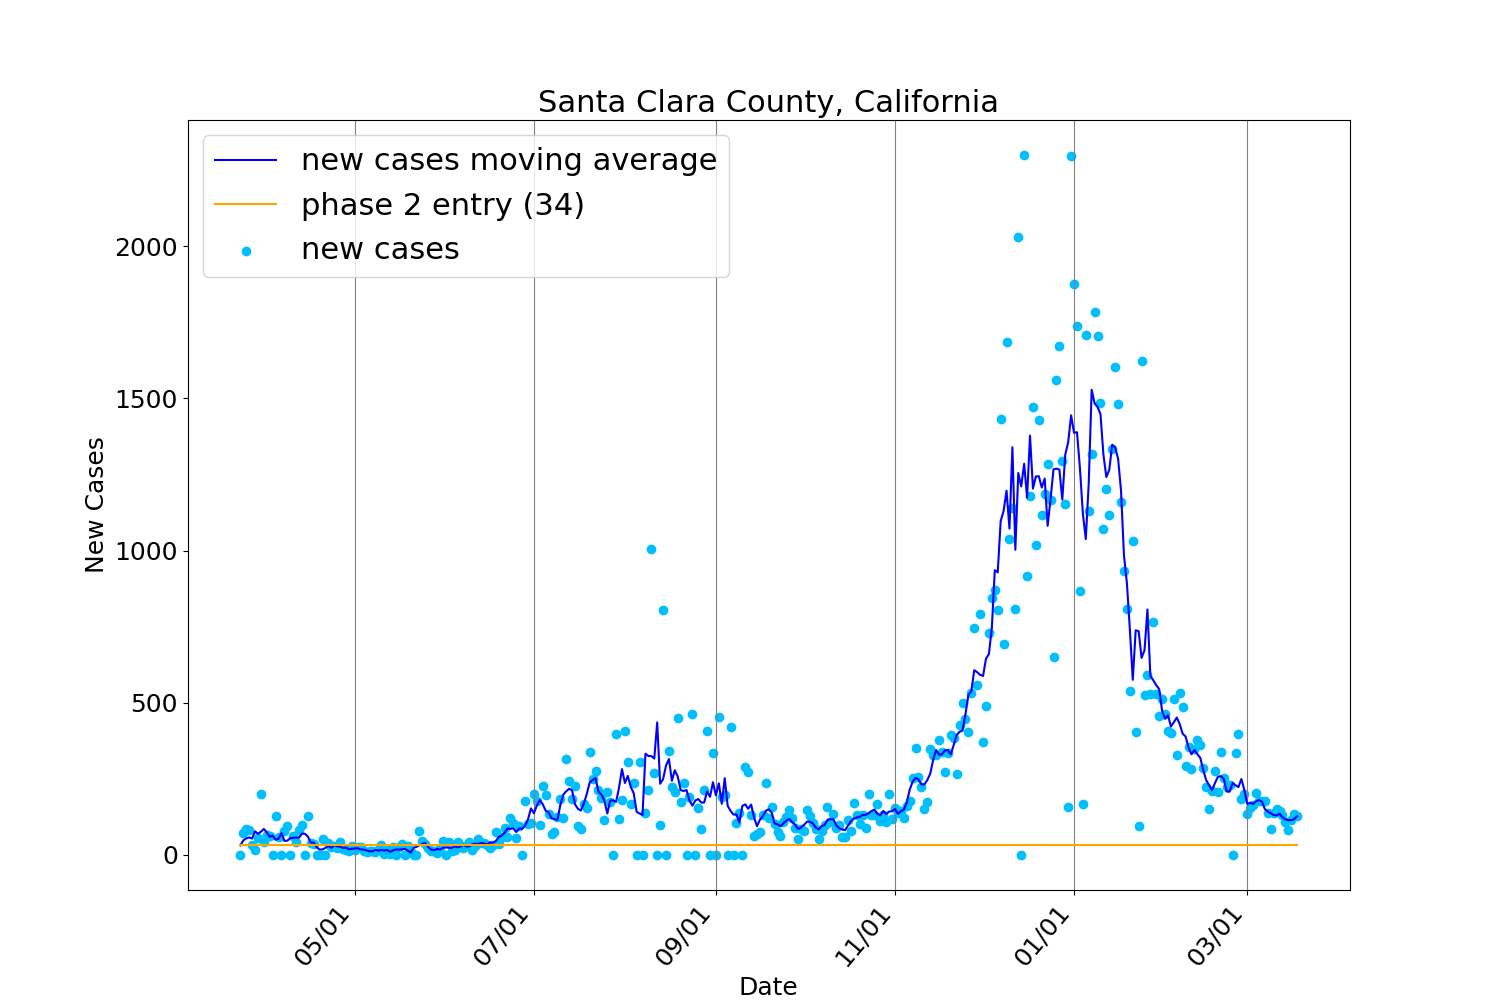 Santa Clara County, California
new cases moving average
phase 2 entry (34)
new cases
2000
1500
1000
500
0
New Cases
05/01
07/01
09/01
11/01
01/01
03/01
Date